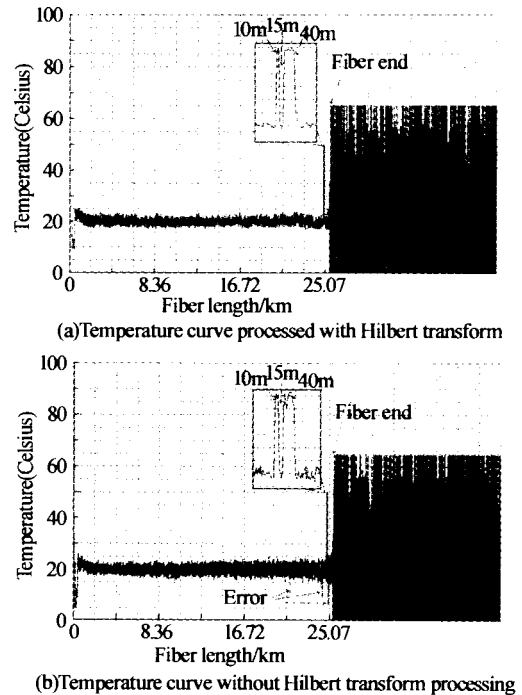 10m 15m 40m
Fiber end
Temperature(Celsius)
100
80
60
40
20
0
0 8.36 16.72 25.07
Fiber length/km
(a)Temperature curve processed with Hilbert transform
10m 15m 40m
Fiber end
Temperature(Celsius)
100
80
60
40
20
0
Error
0 8.36 16.72 25.07
Fiber length/km
(b)Temperature curve without Hilbert transform processing